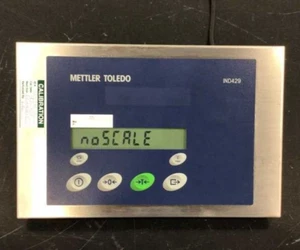 METTLER TOLEDO
IND429
noSCALE
CALIBRATION